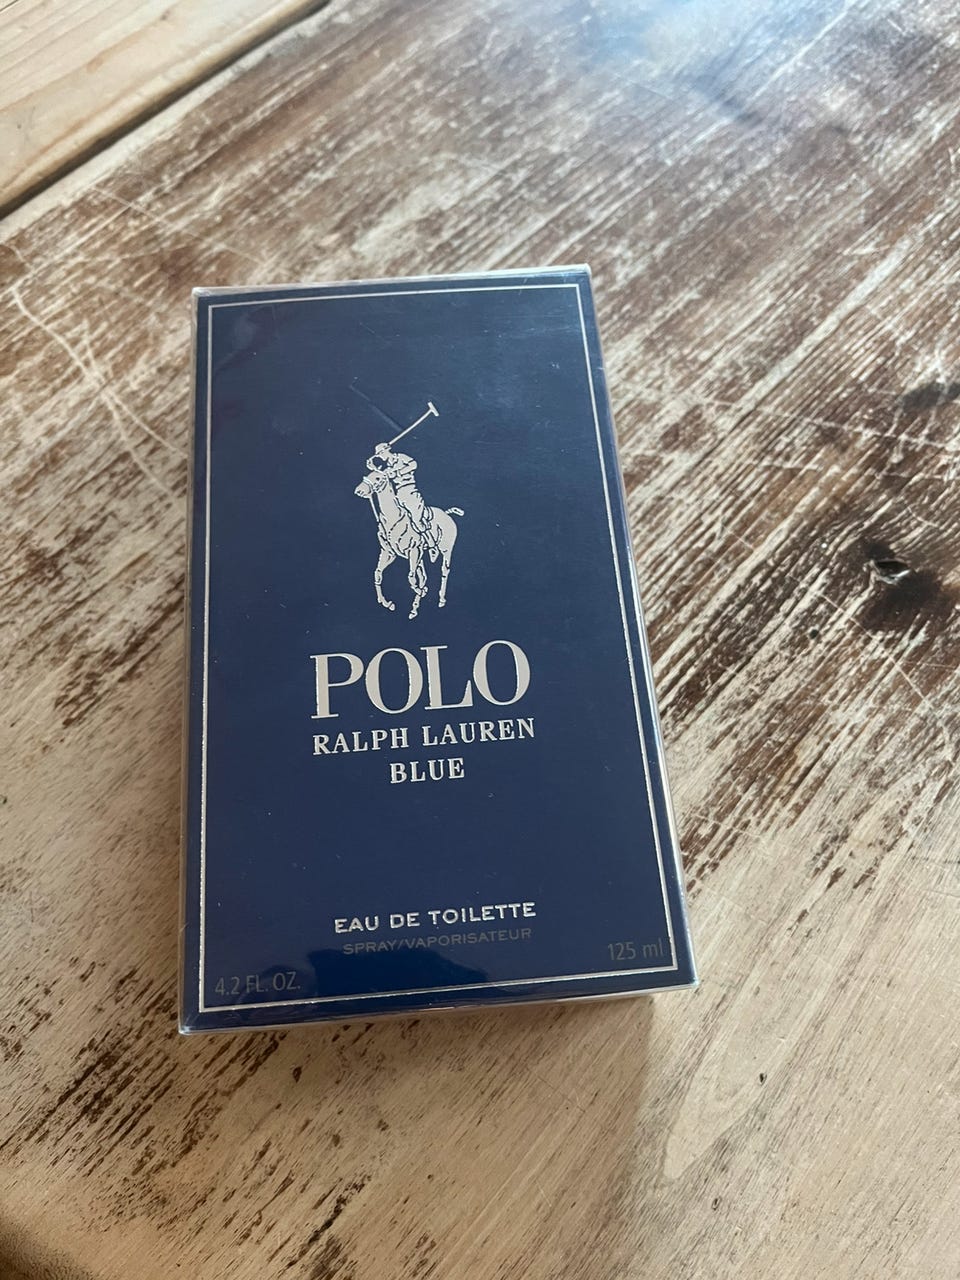 POLO
RALPH LAUREN
BLUE
EAU DE TOILETTE
SPRAY/VAPORISATEUR
4.2 FL. OZ.
125 ml